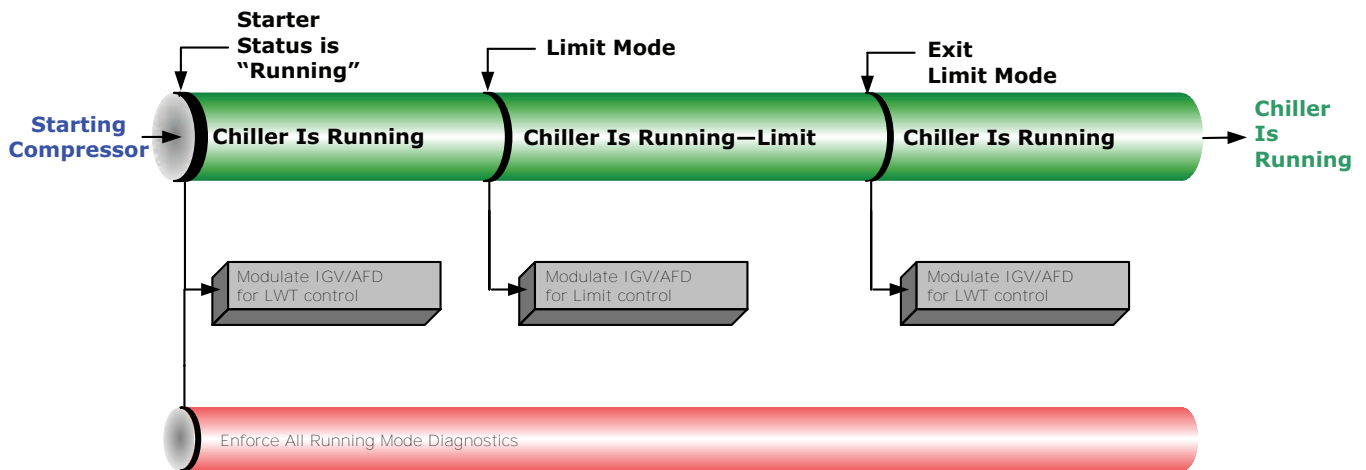 Starter
Status is
“Running”
Limit Mode
Exit
Limit Mode
Starting
Compressor
Chiller Is Running
Chiller Is Running—Limit
Chiller Is Running
Chiller
Is
Running
Modulate IGV/AFD
for LWT control
Modulate IGV/AFD
for Limit control
Modulate IGV/AFD
for LWT control
Enforce All Running Mode Diagnostics